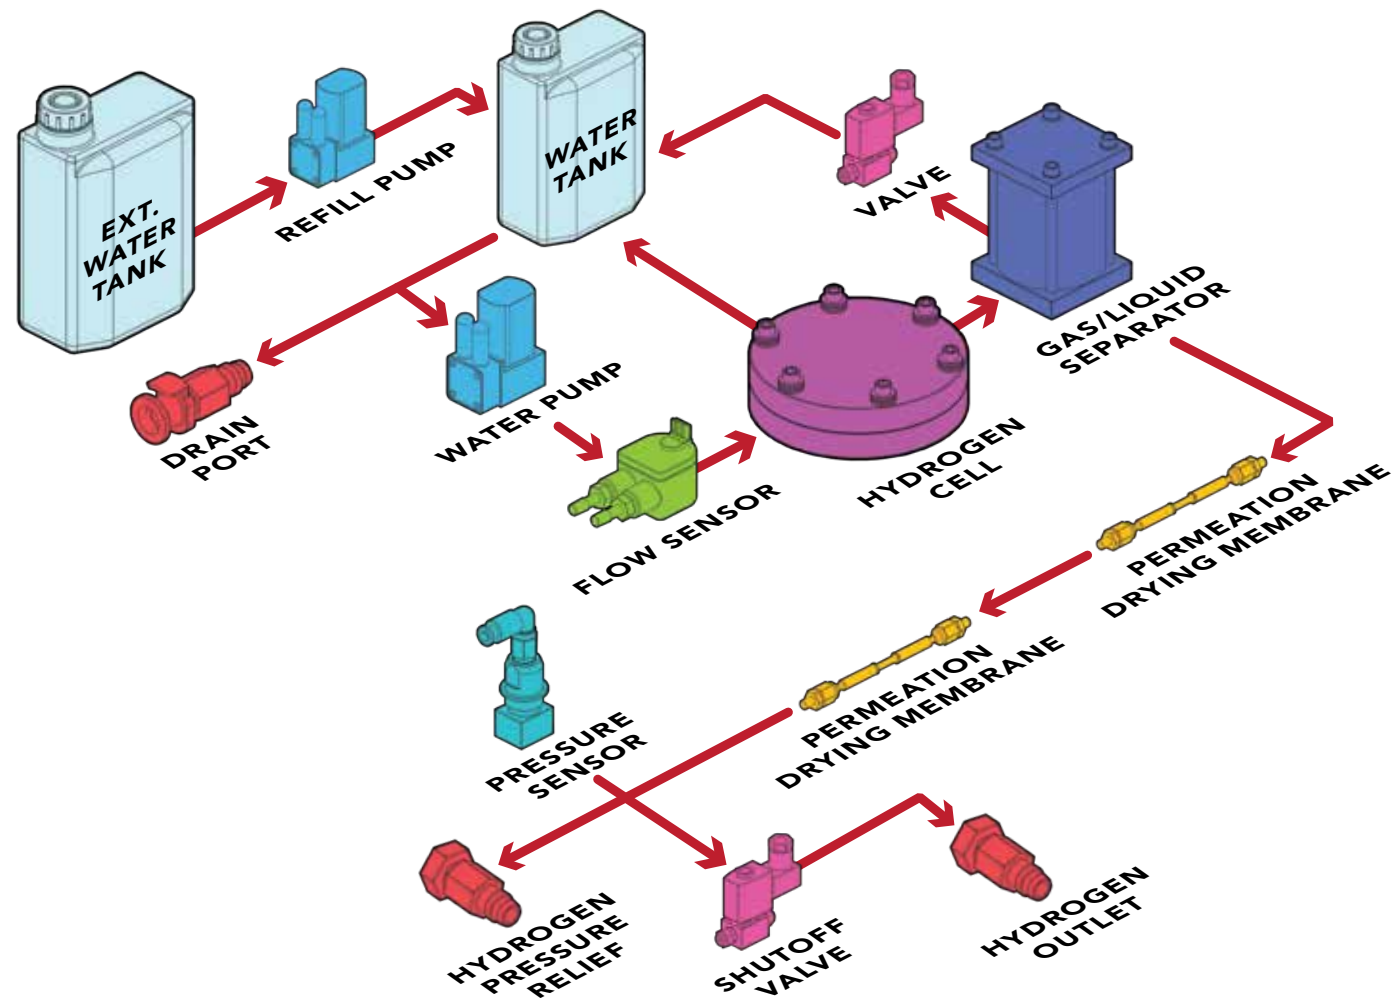 EXT.
WATER
TANK
REFILL PUMP
WATER
TANK
VALVE
GAS/LIQUID
SEPARATOR
DRAIN
PORT
WATER PUMP
FLOW SENSOR
HYDROGEN
CELL
PERMEATION
DRYING MEMBRANE
PERMEATION
DRYING MEMBRANE
PRESSURE
SENSOR
HYDROGEN
PRESSURE
RELIEF
SHUTOFF
VALVE
HYDROGEN
OUTLET